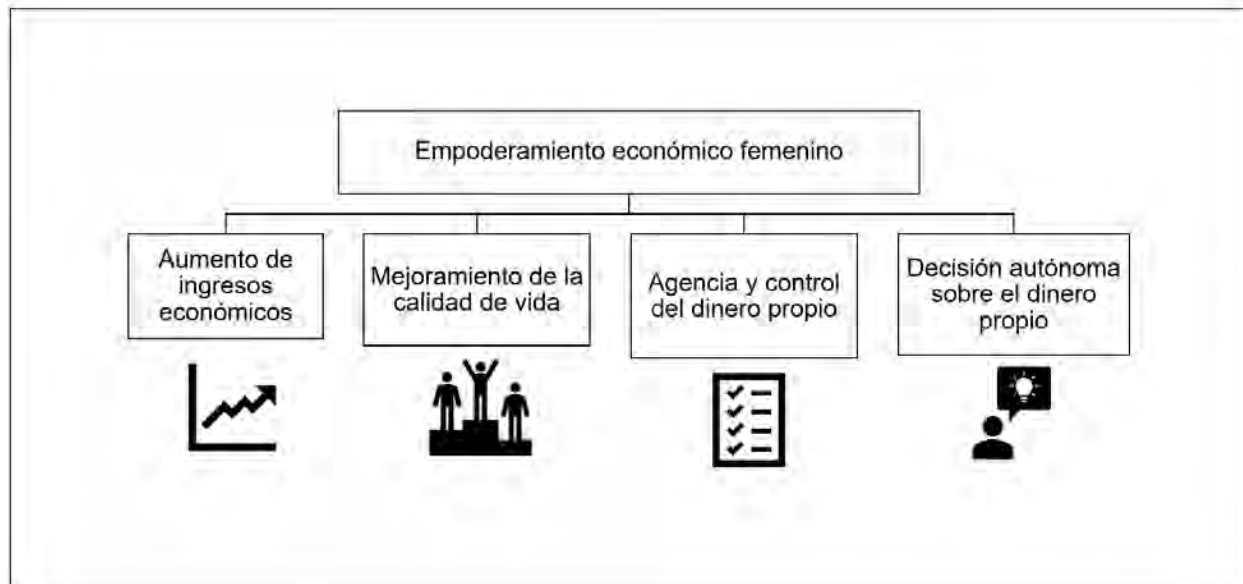 Empoderamiento económico femenino
Aumento de
ingresos
económicos
Mejoramiento de la
calidad de vida
Agencia y control
del dinero propio
Decisión autónoma
sobre el dinero
propio